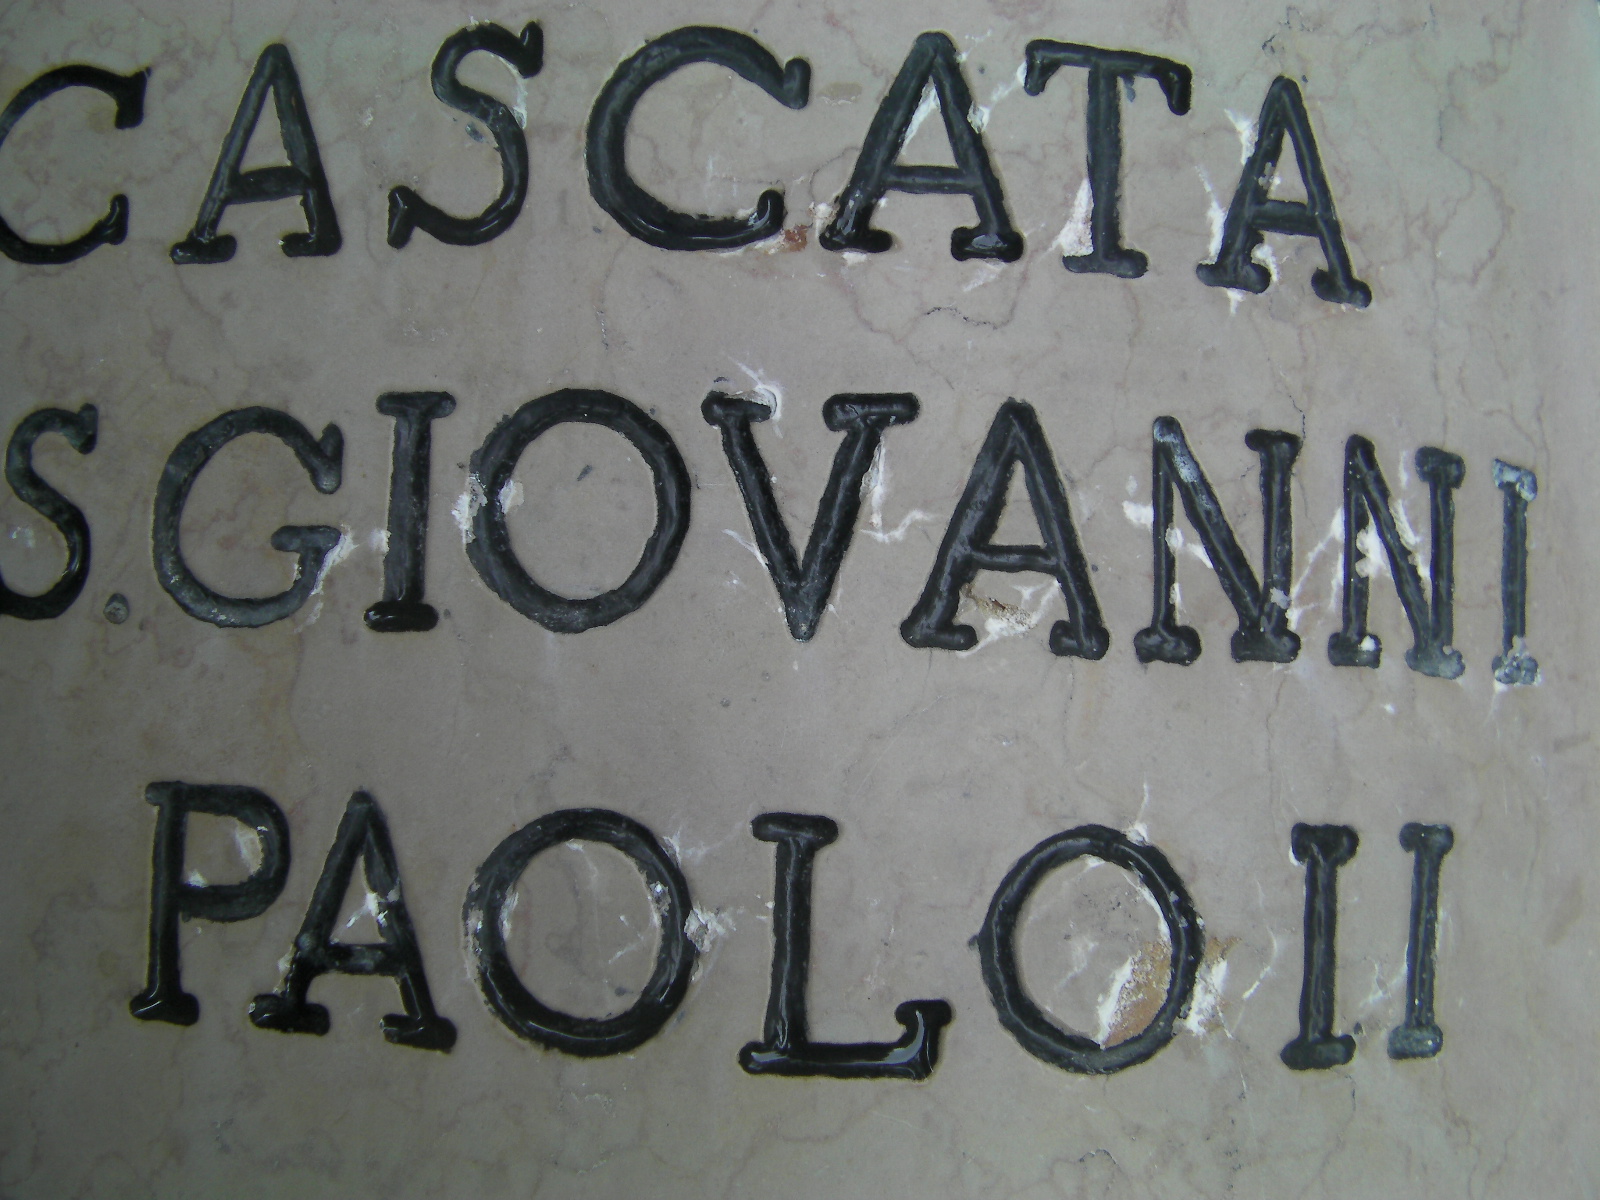 CASCATA
S. GIOVANNI
PAOLO II